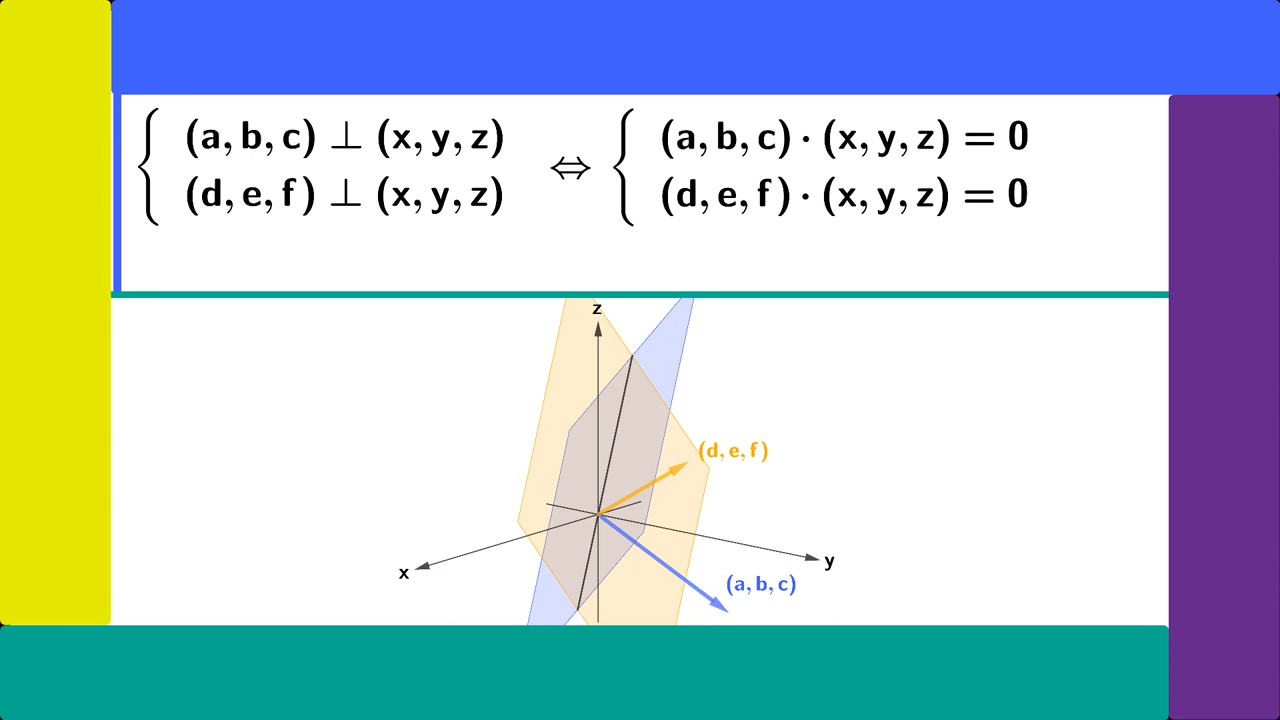 (a, b, c) ⊥ (x, y, z) ⇔ (a, b, c) · (x, y, z) = 0
(d, e, f) ⊥ (x, y, z) (d, e, f) · (x, y, z) = 0
z
(d, e, f)
y
x
(a, b, c)